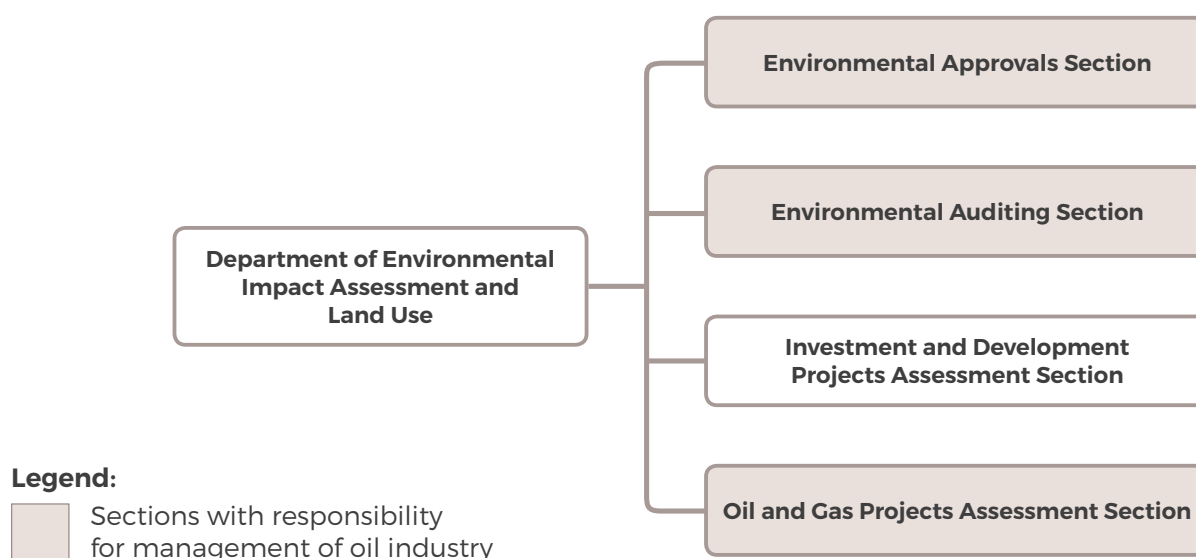 Environmental Approvals Section
Environmental Auditing Section
Department of Environmental
Impact Assessment and
Land Use
Investment and Development
Projects Assessment Section
Oil and Gas Projects Assessment Section
Legend:
Sections with responsibility
for management of oil industry